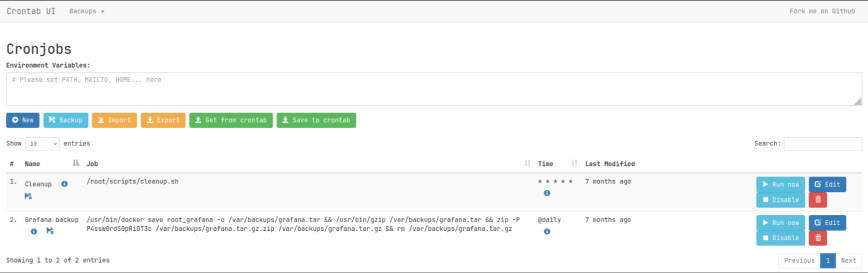 Crontab UI Backups Fork me on Github
Cronjobs
Environment Variables:
# Please set PATH, MAILTO, HOME... here
New Backup Import Export Get from crontab Save to crontab
Show 10 entries Search:
# Name Job Time Last Modified
1. Cleanup /root/scripts/cleanup.sh * * * * * 7 months ago Run now Edit
Disable
2. Grafana backup /usr/bin/docker save root_grafana -o /var/backups/grafana.tar && /usr/bin/gzip /var/backups/grafana.tar && zip -P @daily 7 months ago Run now Edit
P4ssw0rdS0pRi0T3c /var/backups/grafana.tar.gz.zip /var/backups/grafana.tar.gz && rm /var/backups/grafana.tar.gz Disable
Showing 1 to 2 of 2 entries Previous 1 Next